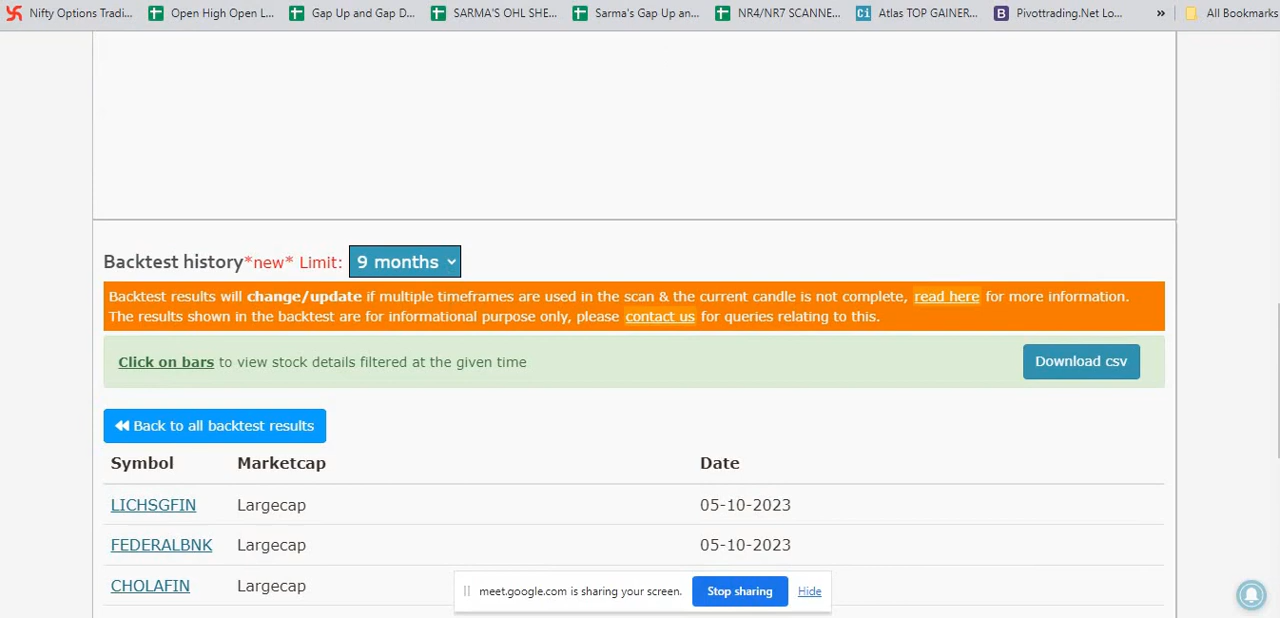 Nifty Options Tradi... Open High Open L... Gap Up and Gap D... SARMA'S OHL SHE... Sarma's Gap Up an... NR4/NR7 SCANNE... Ci Atlas TOP GAINER... B Pivottrading.Net Lo... » All Bookmarks
Backtest history*new* Limit: 9 months
Backtest results will change/update if multiple timeframes are used in the scan & the current candle is not complete, read here for more information.
The results shown in the backtest are for informational purpose only, please contact us for queries relating to this.
Click on bars to view stock details filtered at the given time Download csv
Back to all backtest results
Symbol Marketcap Date
LICHSGFIN Largecap 05-10-2023
FEDERALBNK Largecap 05-10-2023
CHOLAFIN Largecap
meet.google.com is sharing your screen. Stop sharing Hide